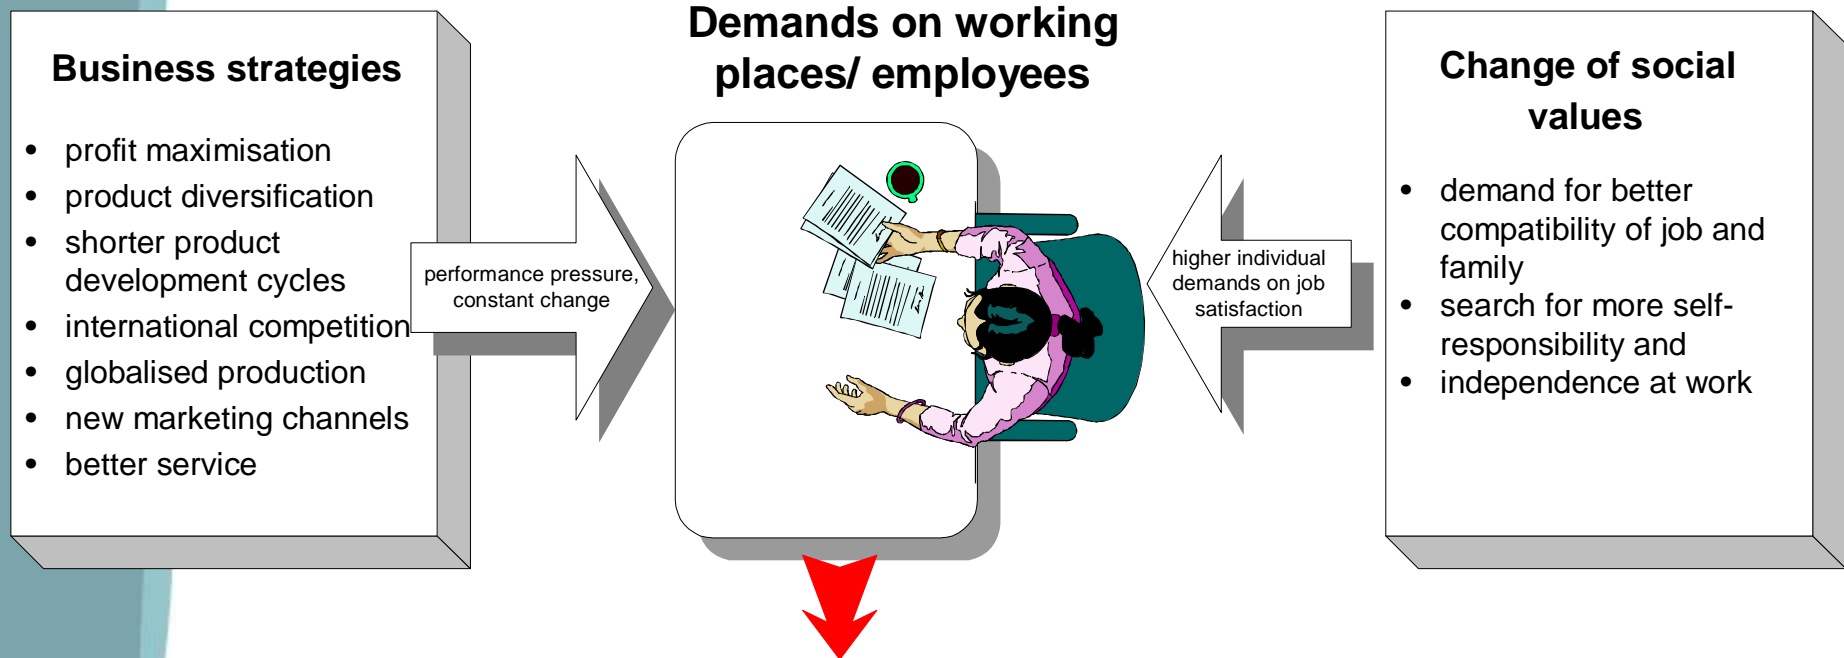 Business strategies
• profit maximisation
• product diversification
• shorter product
development cycles
• international competition
• globalised production
• new marketing channels
• better service
performance pressure,
constant change
Demands on working
places/ employees
higher individual
demands on job
satisfaction
Change of social
values
• demand for better
compatibility of job and
family
• search for more self-
responsibility and
• independence at work